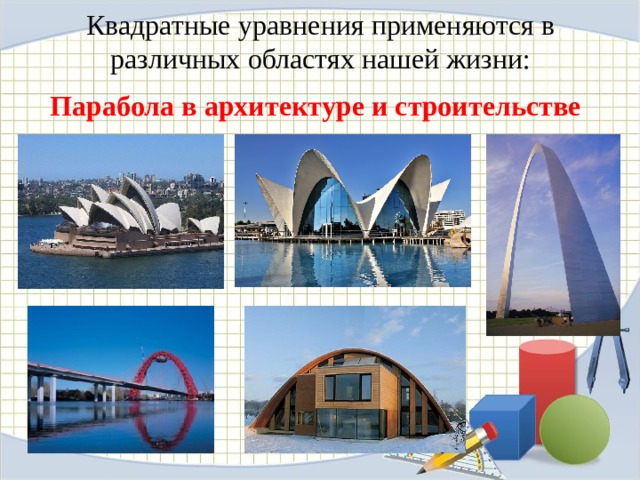 Квадратные уравнения применяются в
различных областях нашей жизни:
Парабола в архитектуре и строительстве